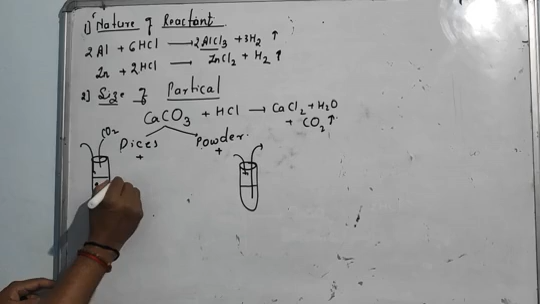 1) Nature of Reactant.
2Al + 6HCl → 2AlCl3 + 3H2 ↑
Zn + 2HCl → ZnCl2 + H2 ↑
2) Size of Partical
CaCO3 + HCl → CaCl2 + H2O
+ CO2 ↑
CO2
Dices Powder.
+ +